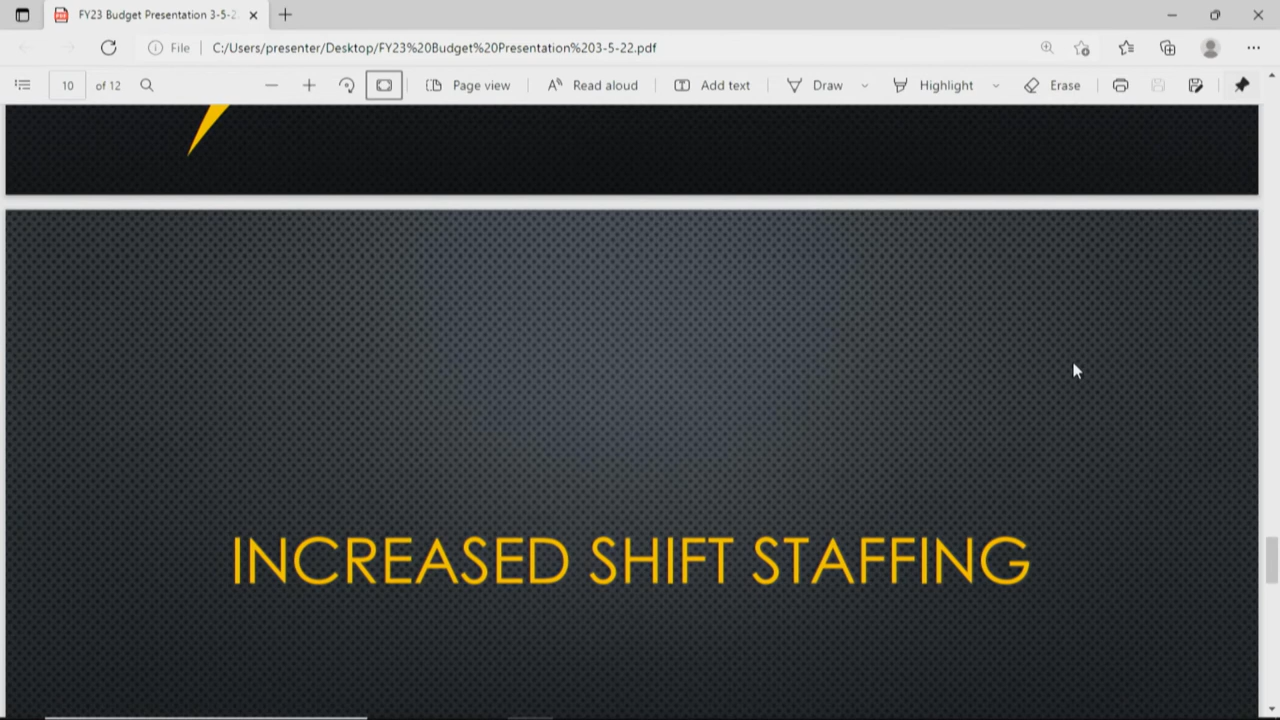 FY23 Budget Presentation 3-5-2
File
C:/Users/presenter/Desktop/FY23%20Budget%20Presentation%203-5-22.pdf
10 of 12
Page view
Read aloud
Add text
Draw
Highlight
Erase
INCREASED SHIFT STAFFING